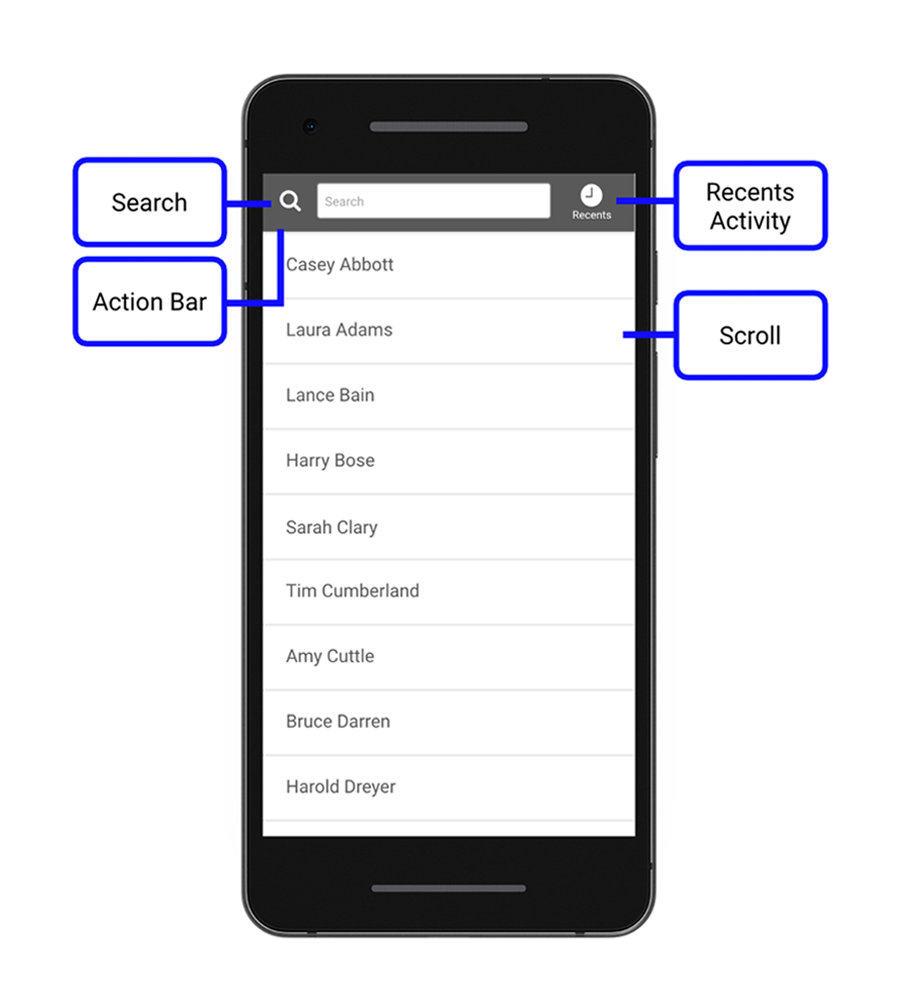 Search
Action Bar
Search
Recents
Recents
Activity
Scroll
Casey Abbott
Laura Adams
Lance Bain
Harry Bose
Sarah Clary
Tim Cumberland
Amy Cuttle
Bruce Darren
Harold Dreyer